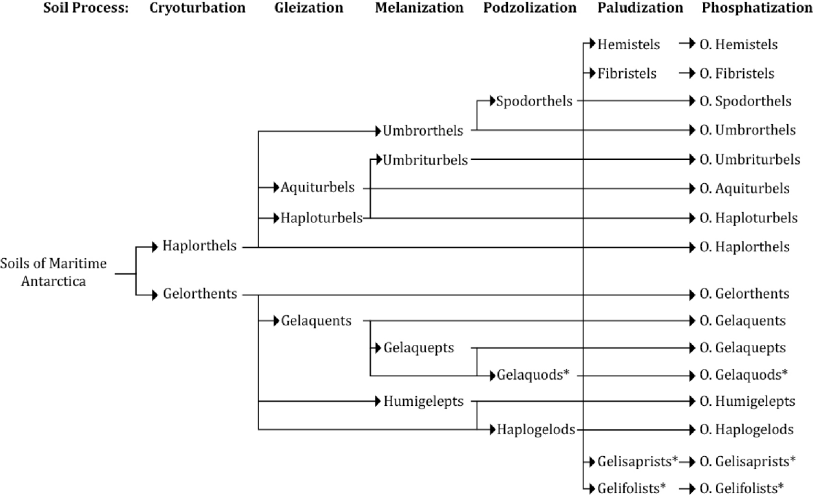 Soil Process: Cryoturbation Gleization Melanization Podzolization Paludization Phosphatization
Hemistels O. Hemistels
Fibristels O. Fibristels
Spodorthels O. Spodorthels
Umbrorthels O. Umbrorthels
Umbriturbels O. Umbriturbels
Aquiturbels O. Aquiturbels
Haploturbels O. Haploturbels
Haplorthels O. Haplorthels
Soils of Maritime
Antarctica
Gelorthents O. Gelorthents
Gelaquents O. Gelaquents
Gelaquepts O. Gelaquepts
Gelaquods* O. Gelaquods*
Humigelepts O. Humigelepts
Haplogelods O. Haplogelods
Gelisaprists* O. Gelisaprists*
Gelifolists* O. Gelifolists*